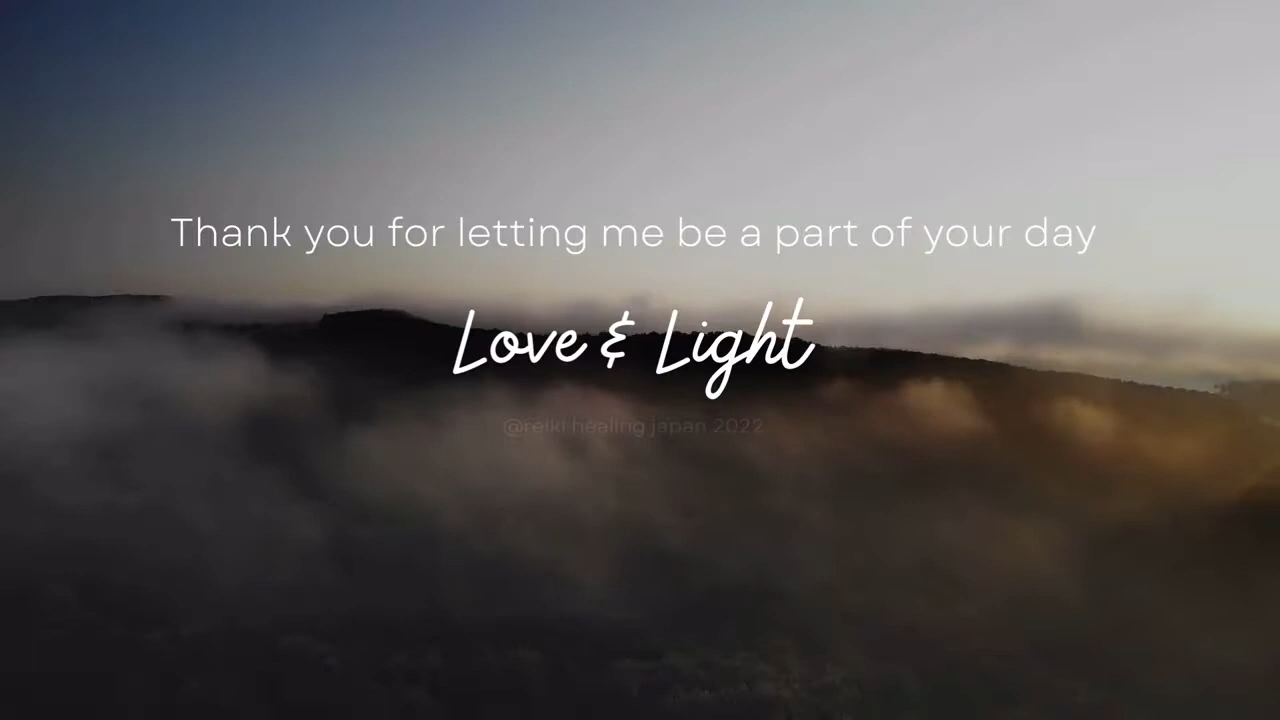 Thank you for letting me be a part of your day
Love & Light
@reiki healing japan 2022